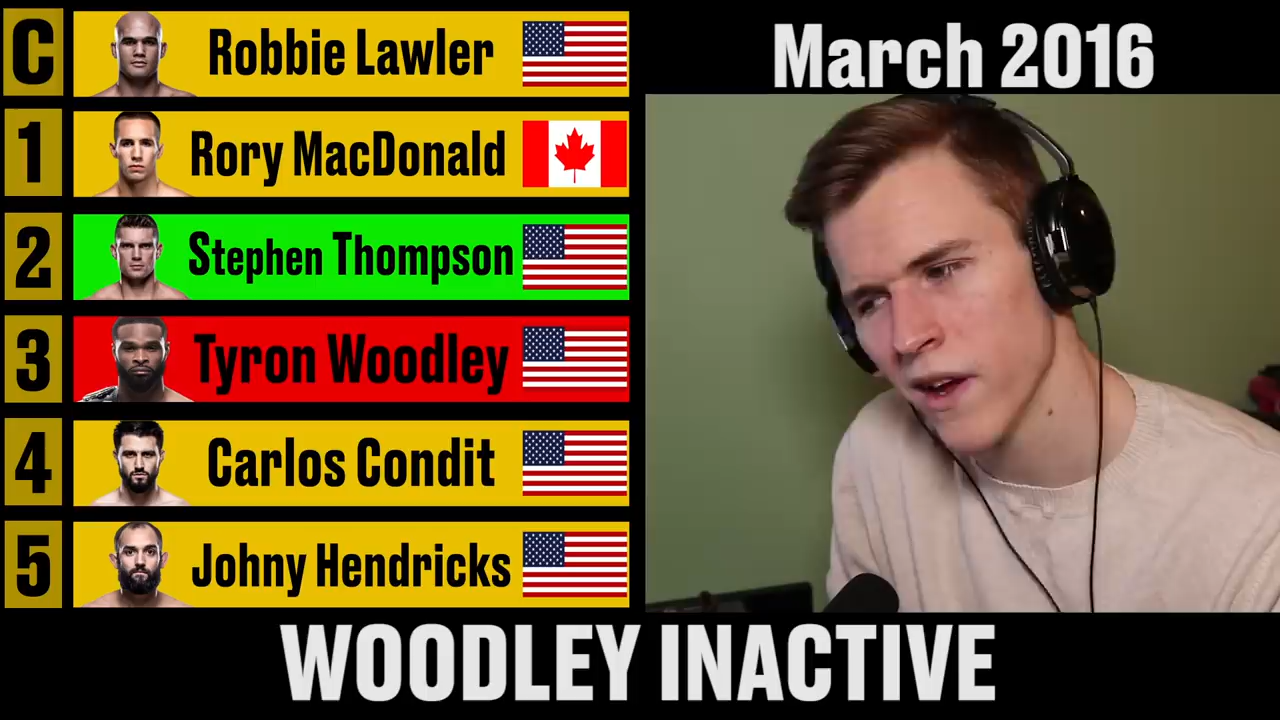 C Robbie Lawler
1 Rory MacDonald
2 Stephen Thompson
3 Tyron Woodley
4 Carlos Condit
5 Johny Hendricks
March 2016
WOODLEY INACTIVE